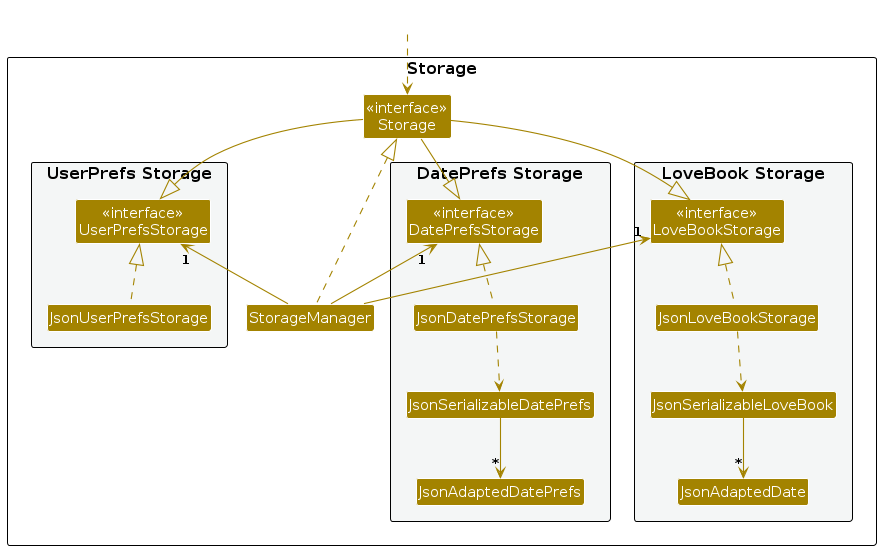 Storage
«interface»
Storage
UserPrefs Storage
DatePrefs Storage
LoveBook Storage
«interface»
UserPrefsStorage
«interface»
DatePrefsStorage
«interface»
LoveBookStorage
1
1
1
JsonUserPrefsStorage
StorageManager
JsonDatePrefsStorage
JsonLoveBookStorage
JsonSerializableDatePrefs
JsonSerializableLoveBook
*
*
JsonAdaptedDatePrefs
JsonAdaptedDate